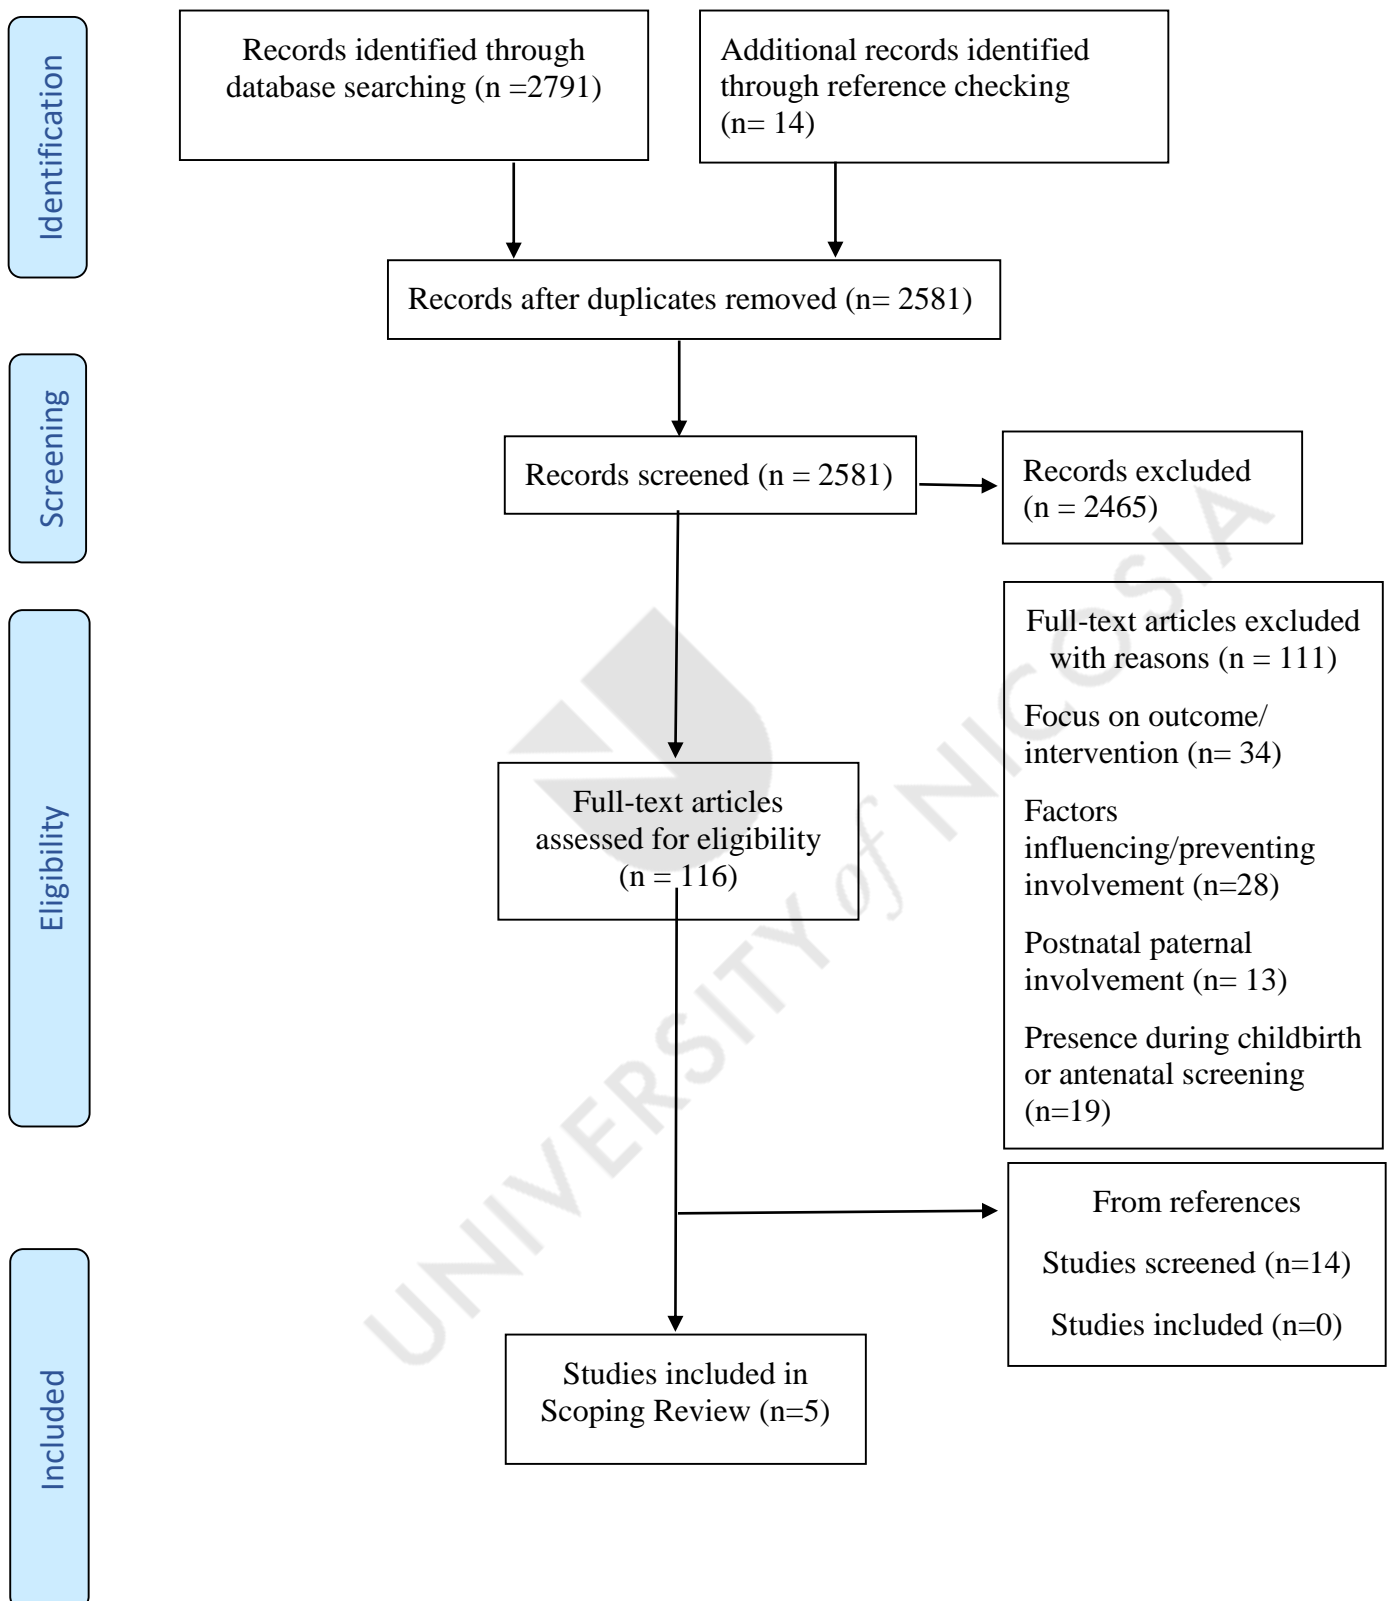 Identification
Records identified through
database searching (n =2791)
Additional records identified
through reference checking
(n= 14)
Records after duplicates removed (n= 2581)
Screening
Records screened (n = 2581)
Records excluded
(n = 2465)
Eligibility
Full-text articles
assessed for eligibility
(n = 116)
Full-text articles excluded
with reasons (n = 111)
Focus on outcome/
intervention (n= 34)
Factors
influencing/preventing
involvement (n=28)
Postnatal paternal
involvement (n= 13)
Presence during childbirth
or antenatal screening
(n=19)
From references
Studies screened (n=14)
Studies included (n=0)
Included
Studies included in
Scoping Review (n=5)
UNIVERSITY of NICOSIA